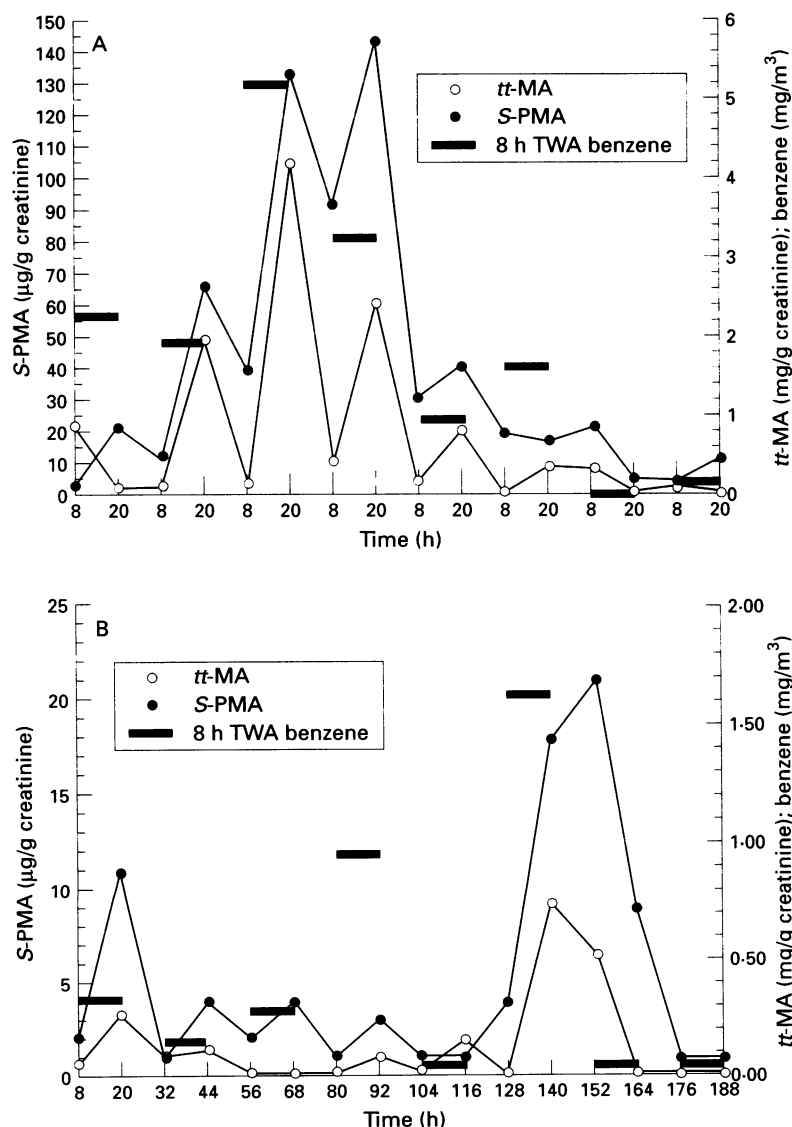 A
150
140
130
120
110
100
90
80
70
60
50
40
30
20
10
0
S-PMA (μg/g creatinine)
tt-MA
S-PMA
8 h TWA benzene
6
5
4
3
2
1
0
tt-MA (mg/g creatinine); benzene (mg/m³)
8 20 8 20 8 20 8 20 8 20 8 20 8 20 8 20
Time (h)
B
25
20
15
10
5
0
S-PMA (μg/g creatinine)
tt-MA
S-PMA
8 h TWA benzene
2·00
1·50
1·00
0·50
0·00
tt-MA (mg/g creatinine); benzene (mg/m³)
8 20 32 44 56 68 80 92 104 116 128 140 152 164 176 188
Time (h)